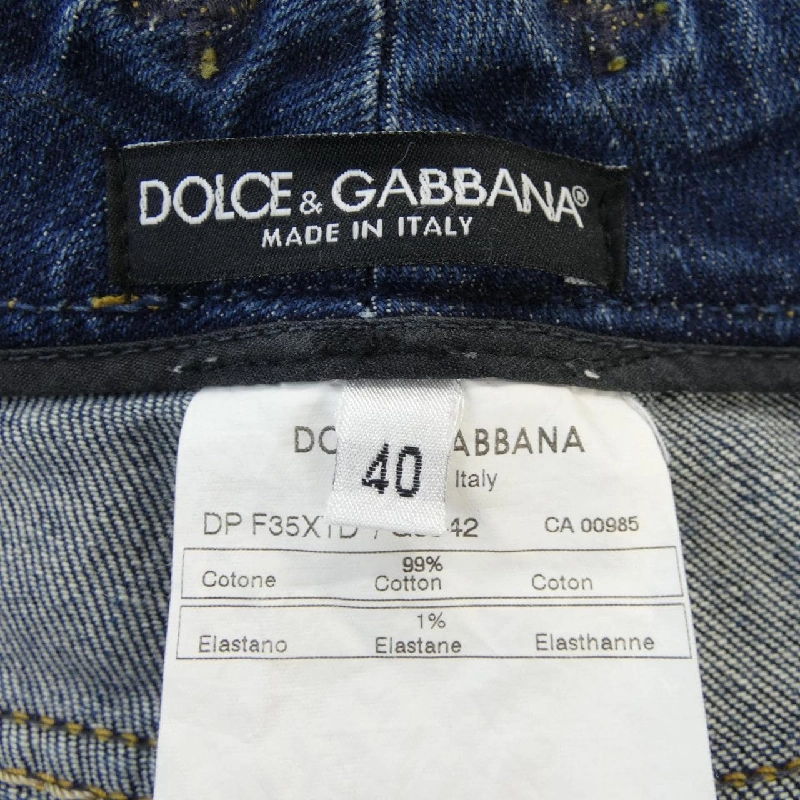 DOLCE & GABBANA®
MADE IN ITALY
40
ABBANA
Italy
DP F35X1D / 42 CA 00985
99%
Cotone Cotton Coton
1%
Elastano Elastane Elasthanne